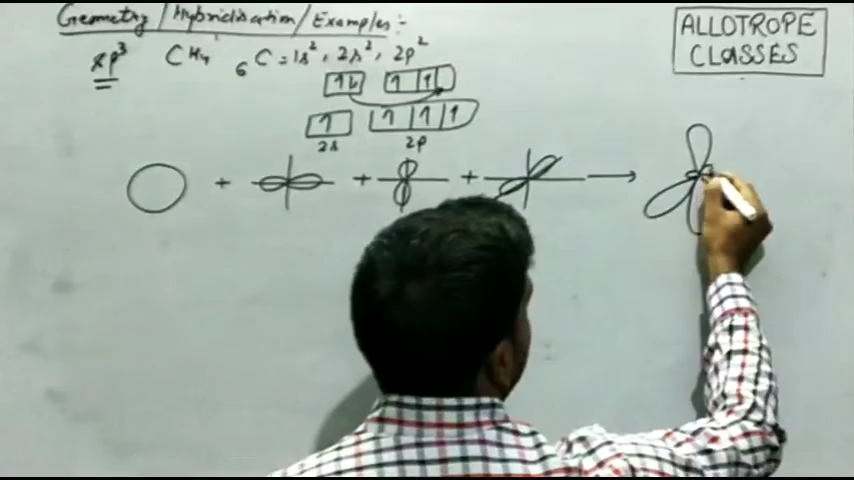 Geometry / Hybridisation / Examples :-
ALLOTROPE
CLASSES
sp³ CH₄ ₆C = 1s², 2s², 2p²
↑↓ ↑ ↑
↑ ↑ ↑ ↑
2s 2p
+ + + →